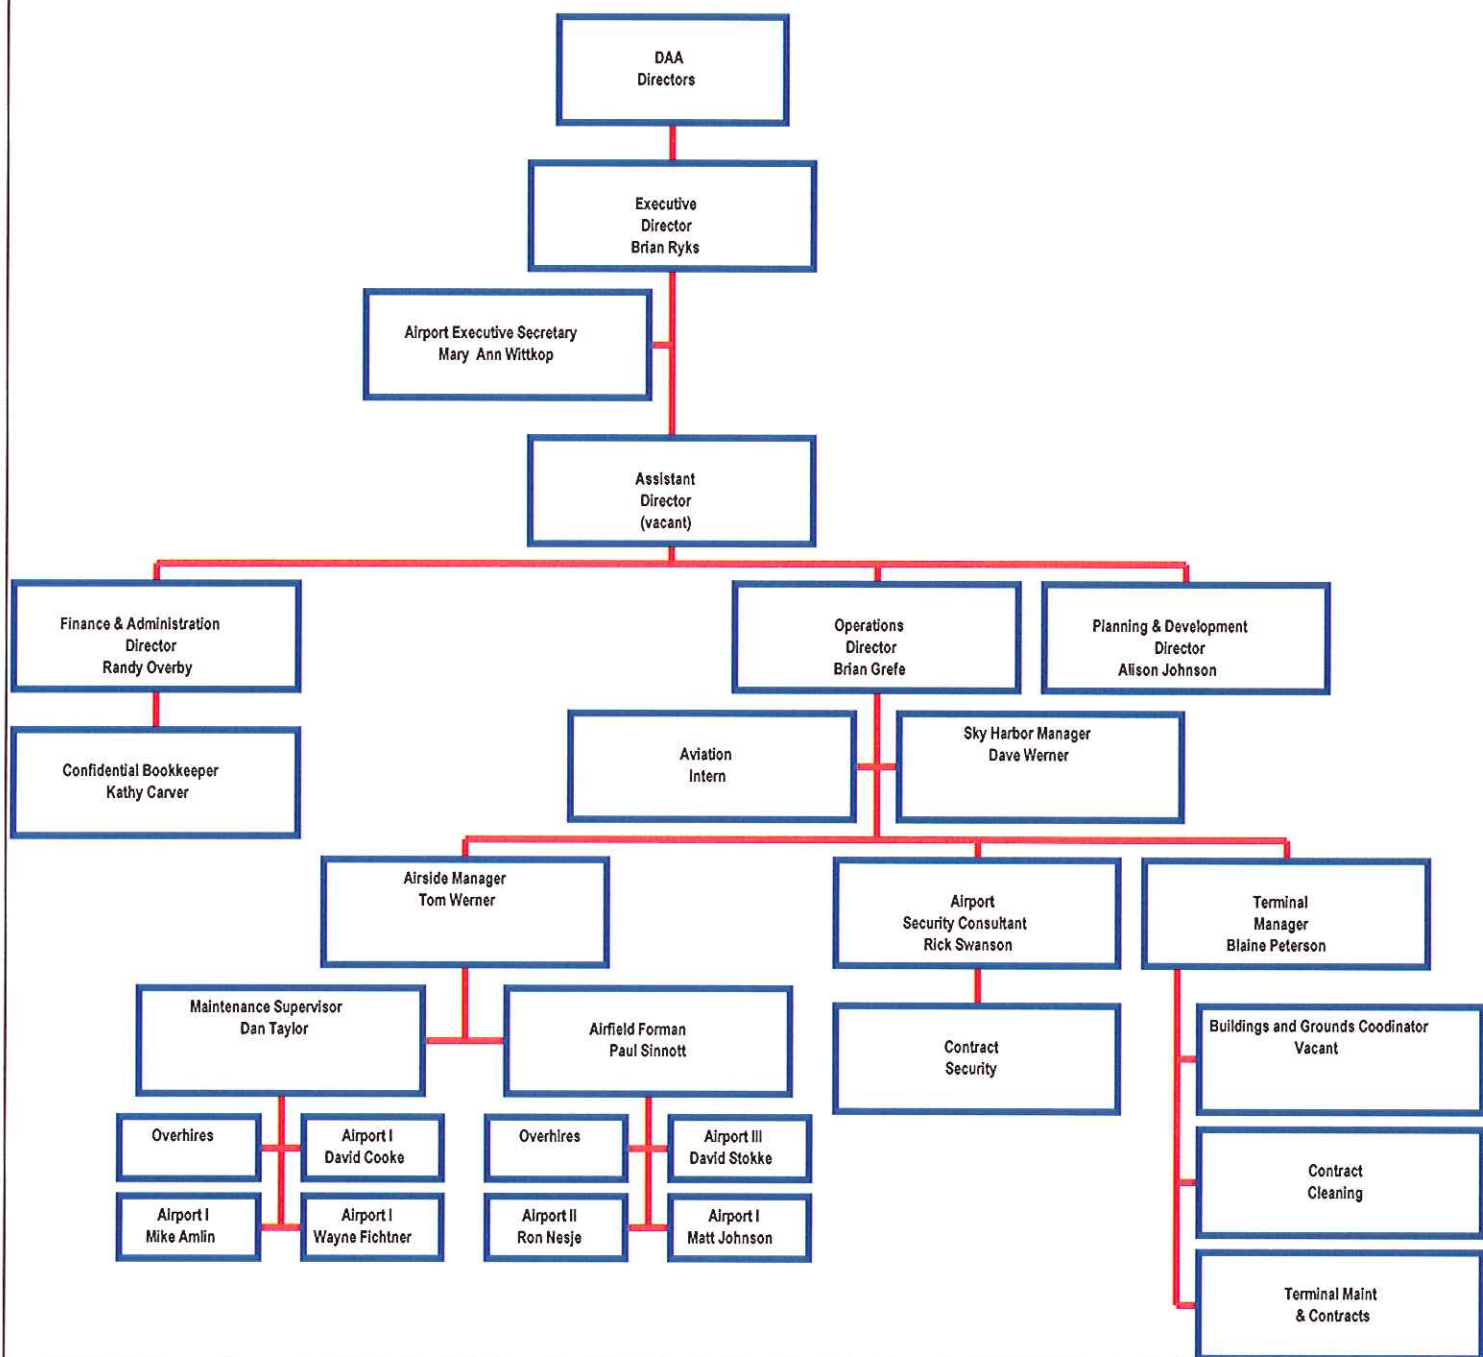 DAA
Directors
Executive
Director
Brian Ryks
Airport Executive Secretary
Mary Ann Wittkop
Assistant
Director
(vacant)
Finance & Administration
Director
Randy Overby
Operations
Director
Brian Grefe
Planning & Development
Director
Alison Johnson
Confidential Bookkeeper
Kathy Carver
Aviation
Intern
Sky Harbor Manager
Dave Werner
Airside Manager
Tom Werner
Airport
Security Consultant
Rick Swanson
Terminal
Manager
Blaine Peterson
Maintenance Supervisor
Dan Taylor
Airfield Forman
Paul Sinnott
Contract
Security
Buildings and Grounds Coodinator
Vacant
Overhires
Airport I
David Cooke
Overhires
Airport III
David Stokke
Contract
Cleaning
Airport I
Mike Amlin
Airport I
Wayne Fichtner
Airport II
Ron Nesje
Airport I
Matt Johnson
Terminal Maint
& Contracts